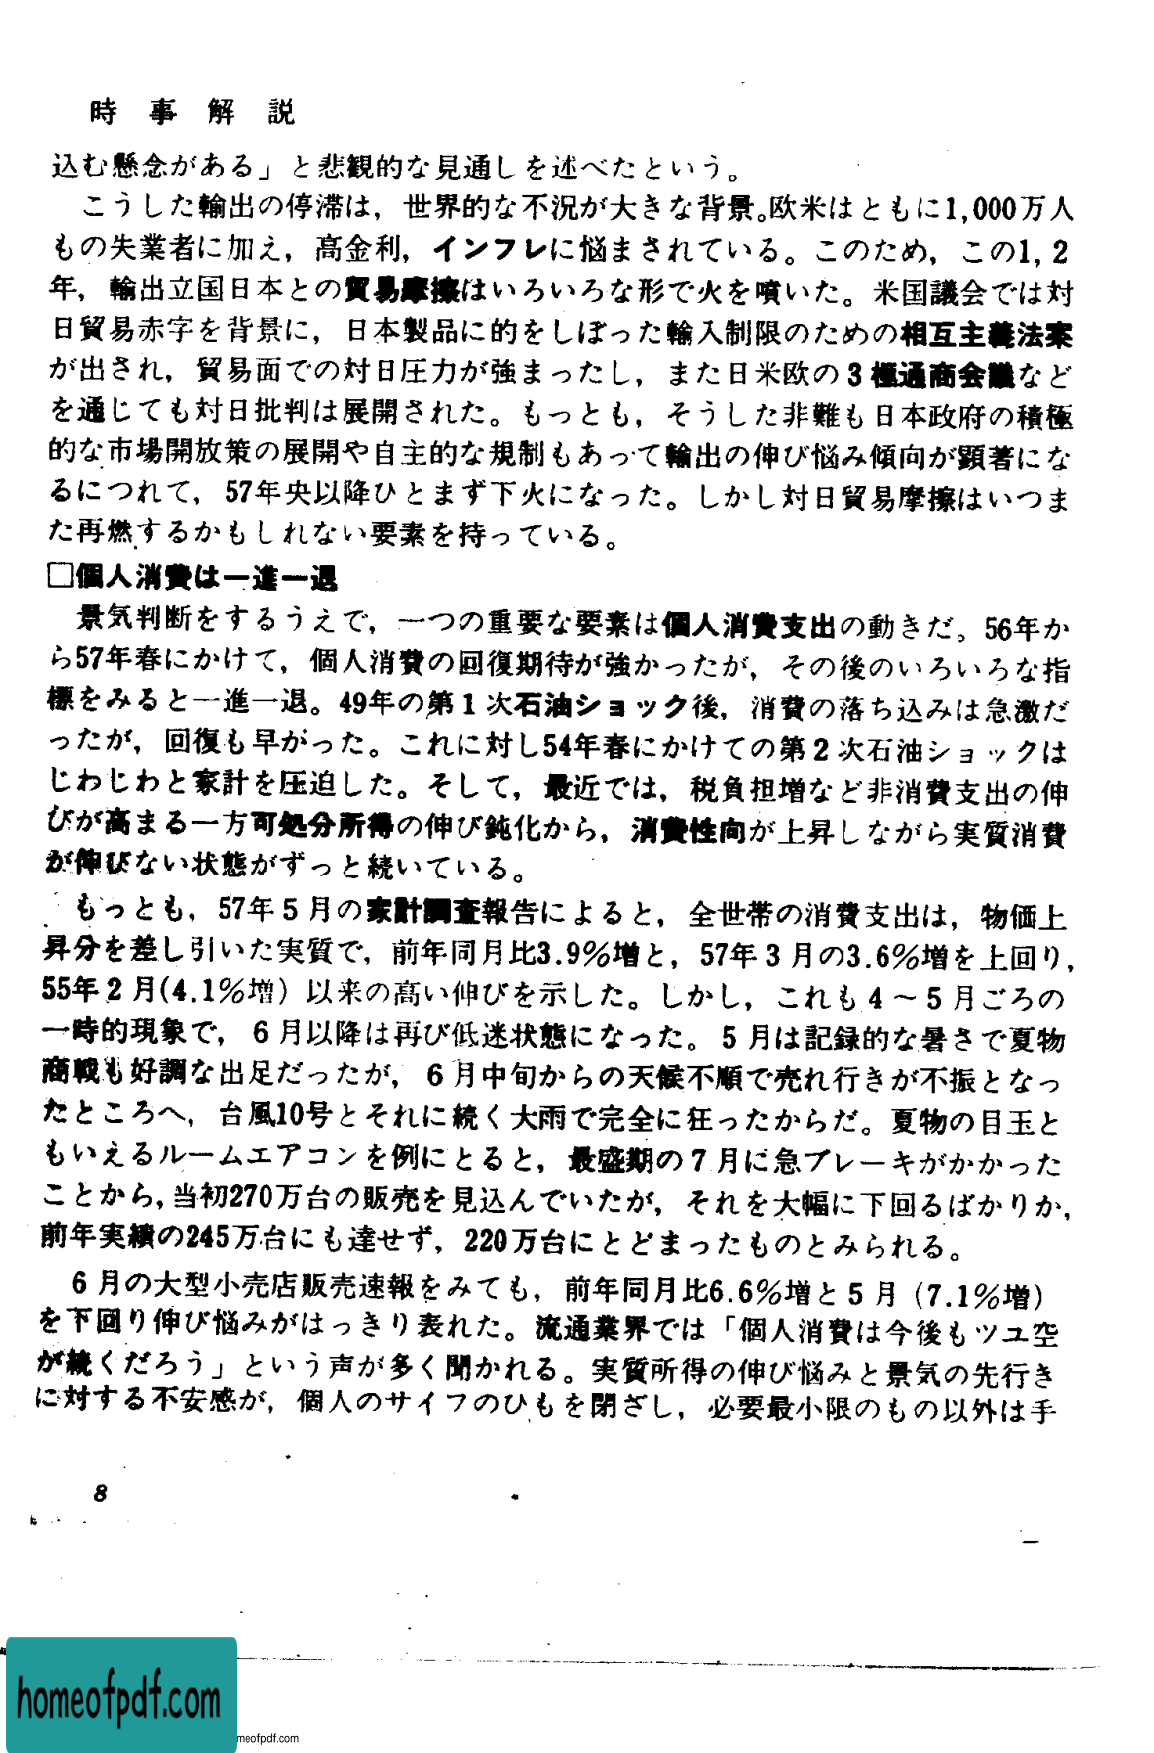 時事解説
込む懸念がある」と悲観的な見通しを述べたという。
こうした輸出の停滞は，世界的な不況が大きな背景。欧米はともに1,000万人
もの失業者に加え，高金利，インフレに悩まされている。このため，この1, 2
年，輸出立国日本との貿易摩擦はいろいろな形で火を噴いた。米国議会では対
日貿易赤字を背景に，日本製品に的をしぼった輸入制限のための相互主義法案
が出され，貿易面での対日圧力が強まったし，また日米欧の3極通商会議など
を通じても対日批判は展開された。もっとも，そうした非難も日本政府の積極
的な市場開放策の展開や自主的な規制もあって輸出の伸び悩み傾向が顕著にな
るにつれて，57年央以降ひとまず下火になった。しかし対日貿易摩擦はいつま
た再燃するかもしれない要素を持っている。
□個人消費は一進一退
景気判断をするうえで，一つの重要な要素は個人消費支出の動きだ。56年か
ら57年春にかけて，個人消費の回復期待が強かったが，その後のいろいろな指
標をみると一進一退。49年の第1次石油ショック後，消費の落ち込みは急激だ
ったが，回復も早がった。これに対し54年春にかけての第2次石油ショックは
じわじわと家計を圧迫した。そして，最近では，税負担増など非消費支出の伸
びが高まる一方可処分所得の伸び鈍化から，消費性向が上昇しながら実質消費
が伸びない状態がずっと続いている。
もっとも，57年5月の家計調査報告によると，全世帯の消費支出は，物価上
昇分を差し引いた実質で，前年同月比3.9％増と，57年3月の3.6％増を上回り，
55年2月(4.1％増）以来の高い伸びを示した。しかし，これも4～5月ごろの
一時的現象で，6月以降は再び低迷状態になった。5月は記録的な暑さで夏物
商戦も好調な出足だったが，6月中旬からの天候不順で売れ行きが不振となっ
たところへ，台風10号とそれに続く大雨で完全に狂ったからだ。夏物の目玉と
もいえるルームエアコンを例にとると，最盛期の7月に急ブレーキがかかった
ことから，当初270万台の販売を見込んでいたが，それを大幅に下回るばかりか，
前年実績の245万台にも達せず，220万台にとどまったものとみられる。
6月の大型小売店販売速報をみても，前年同月比6.6％増と5月（7.1％増）
を下回り伸び悩みがはっきり表れた。流通業界では「個人消費は今後もツユ空
が続くだろう」という声が多く聞かれる。実質所得の伸び悩みと景気の先行き
に対する不安感が，個人のサイフのひもを閉ざし，必要最小限のもの以外は手
8
homeofpdf.com
meofpdf.com